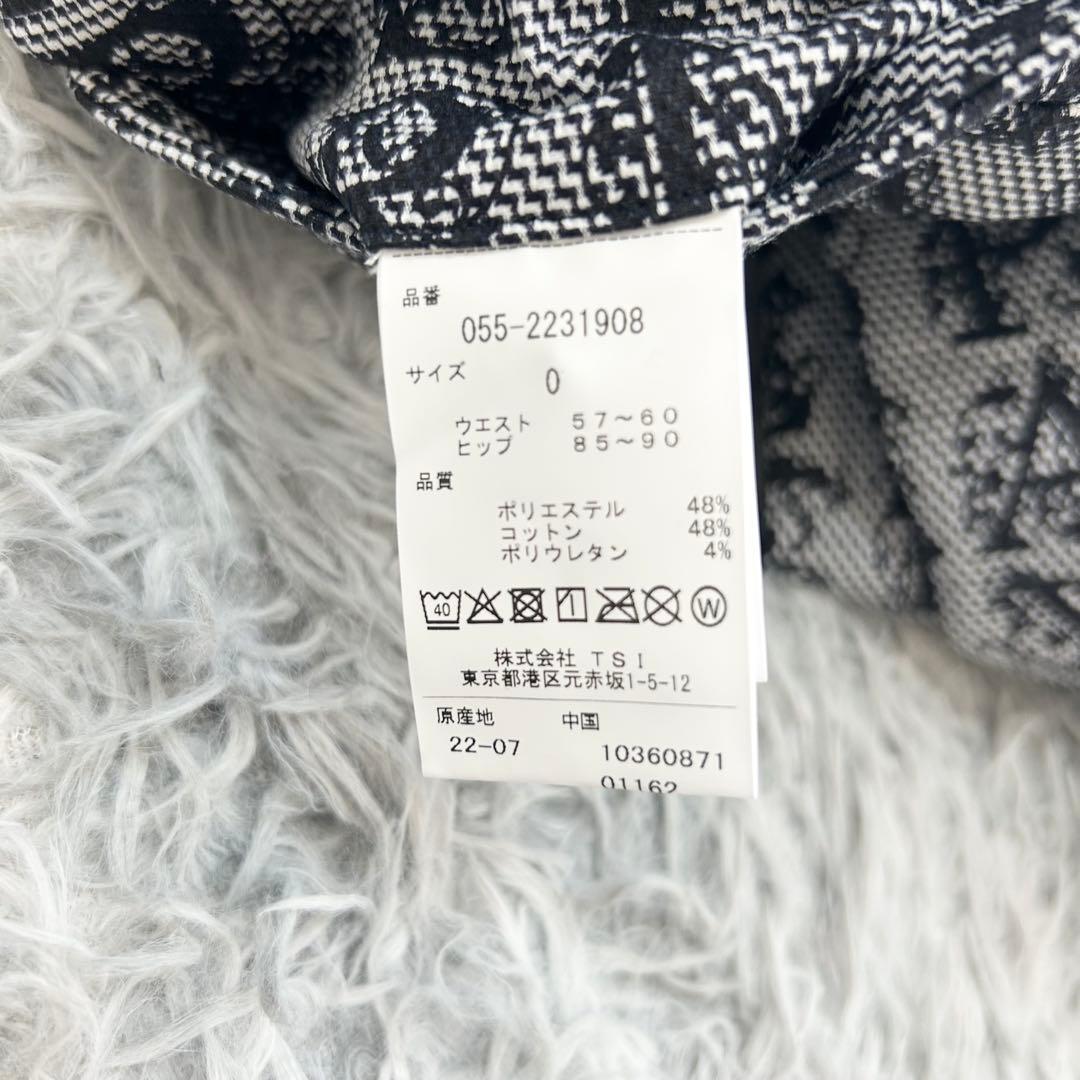 品番
055-2231908
サイズ 0
ウエスト 57～60
ヒップ 85～90
品質
ポリエステル 48%
コットン 48%
ポリウレタン 4%
40 W
株式会社 TSI
東京都港区元赤坂1-5-12
原産地 中国
22-07 10360871
01162